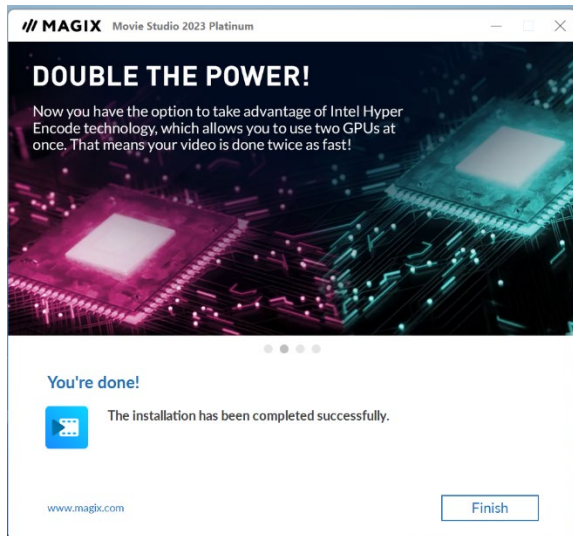 MAGIX Movie Studio 2023 Platinum
DOUBLE THE POWER!
Now you have the option to take advantage of Intel Hyper
Encode technology, which allows you to use two GPUs at
once. That means your video is done twice as fast!
You're done!
The installation has been completed successfully.
www.magix.com
Finish